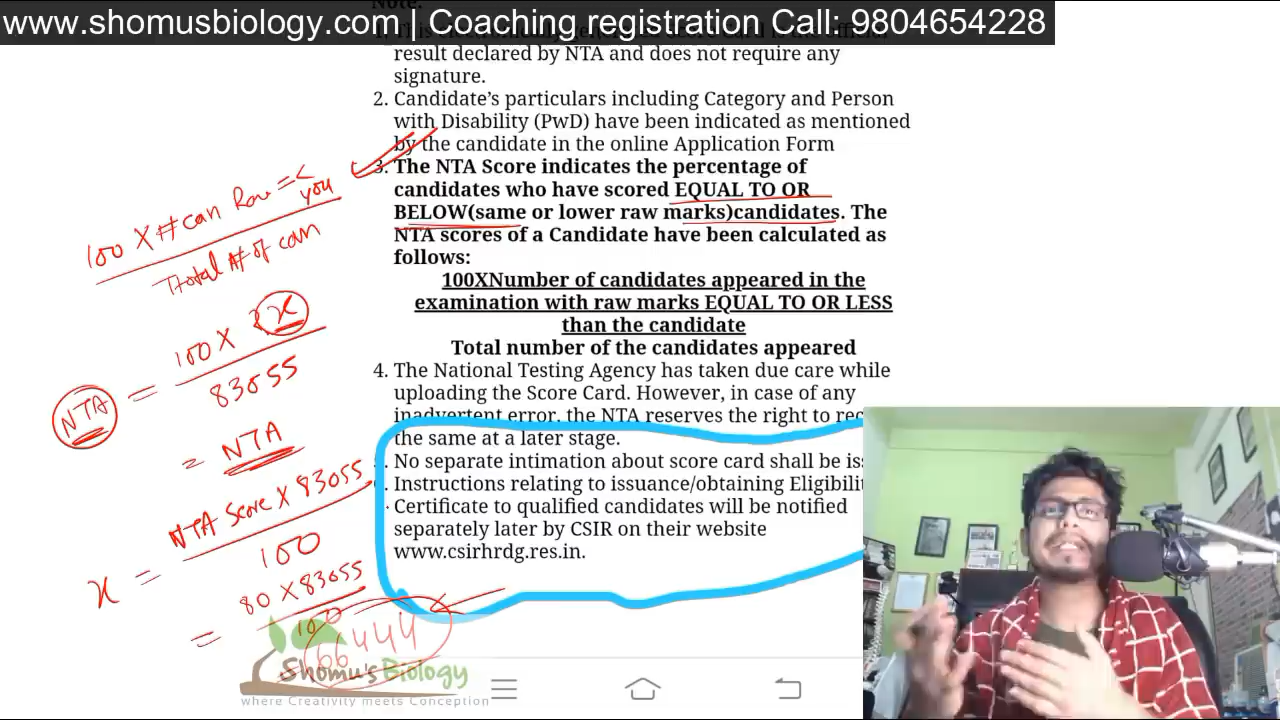 www.shomusbiology.com | Coaching registration Call: 9804654228
Note:
result declared by NTA and does not require any
signature.
2. Candidate's particulars including Category and Person
with Disability (PwD) have been indicated as mentioned
by the candidate in the online Application Form
3. The NTA Score indicates the percentage of
candidates who have scored EQUAL TO OR
BELOW(same or lower raw marks)candidates. The
NTA scores of a Candidate have been calculated as
follows:
100XNumber of candidates appeared in the
examination with raw marks EQUAL TO OR LESS
than the candidate
Total number of the candidates appeared
4. The National Testing Agency has taken due care while
uploading the Score Card. However, in case of any
inadvertent error, the NTA reserves the right to rec
the same at a later stage.
. No separate intimation about score card shall be iss
. Instructions relating to issuance/obtaining Eligibilit
Certificate to qualified candidates will be notified
separately later by CSIR on their website
www.csirhrdg.res.in.
100 X # can Raw =< you
Total # of can
NTA = 100 X x
83055
= NTA
NTA Score X 83055
x = 100
= 80 X 83055
100
66444
Shomu's Biology
where Creativity meets Conception